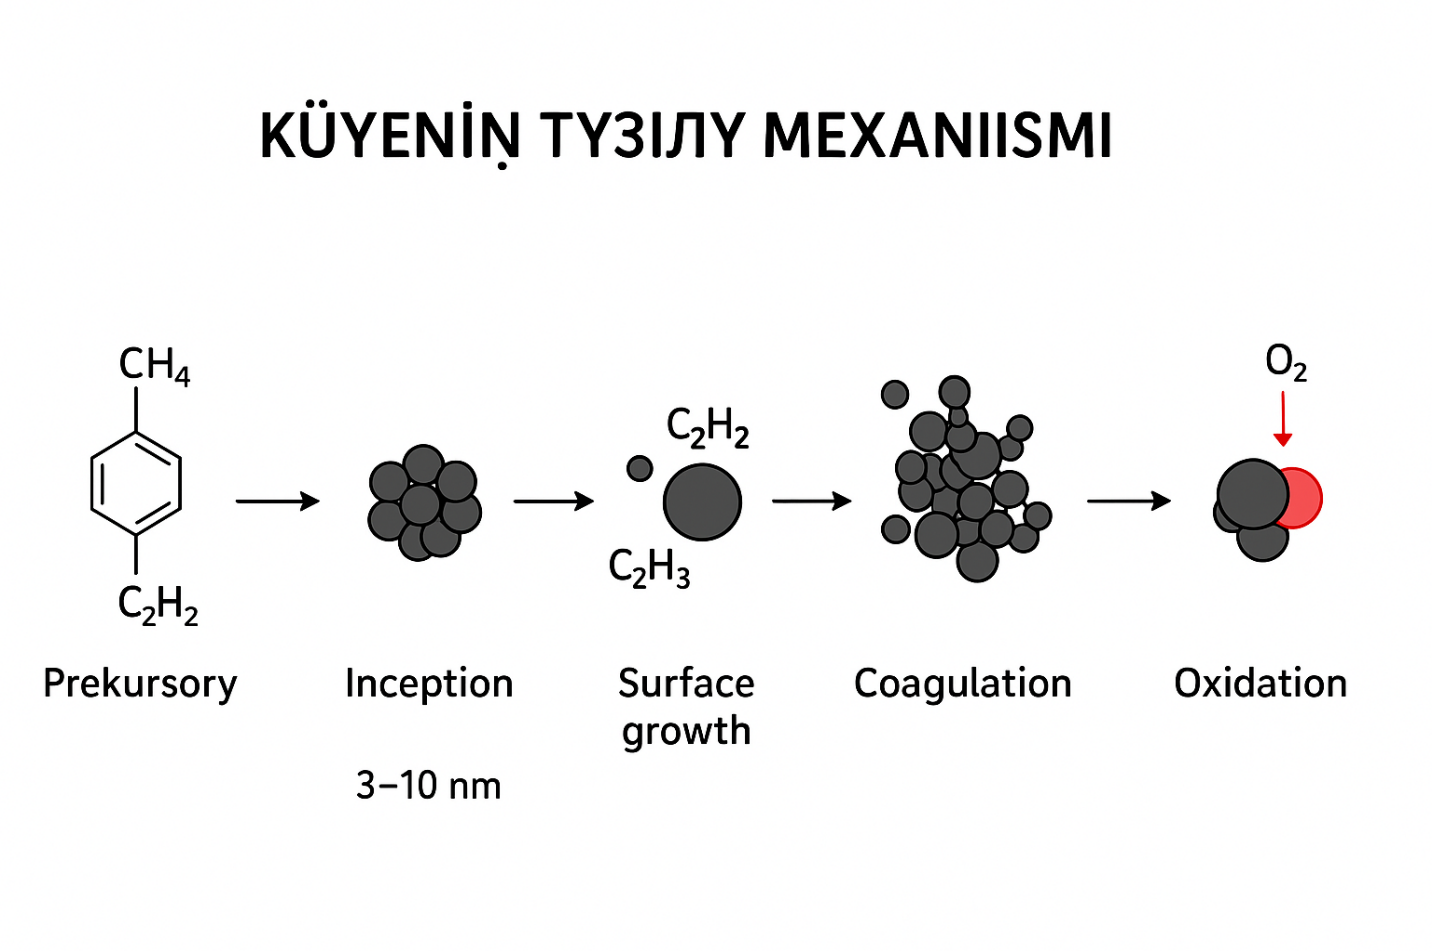 KÜYENİṆ ТУЗІЛУ MEXANIISMI
CH₄
C₂H₂
Prekursory
Inception
3–10 nm
C₂H₂
C₂H₃
Surface
growth
Coagulation
O₂
Oxidation